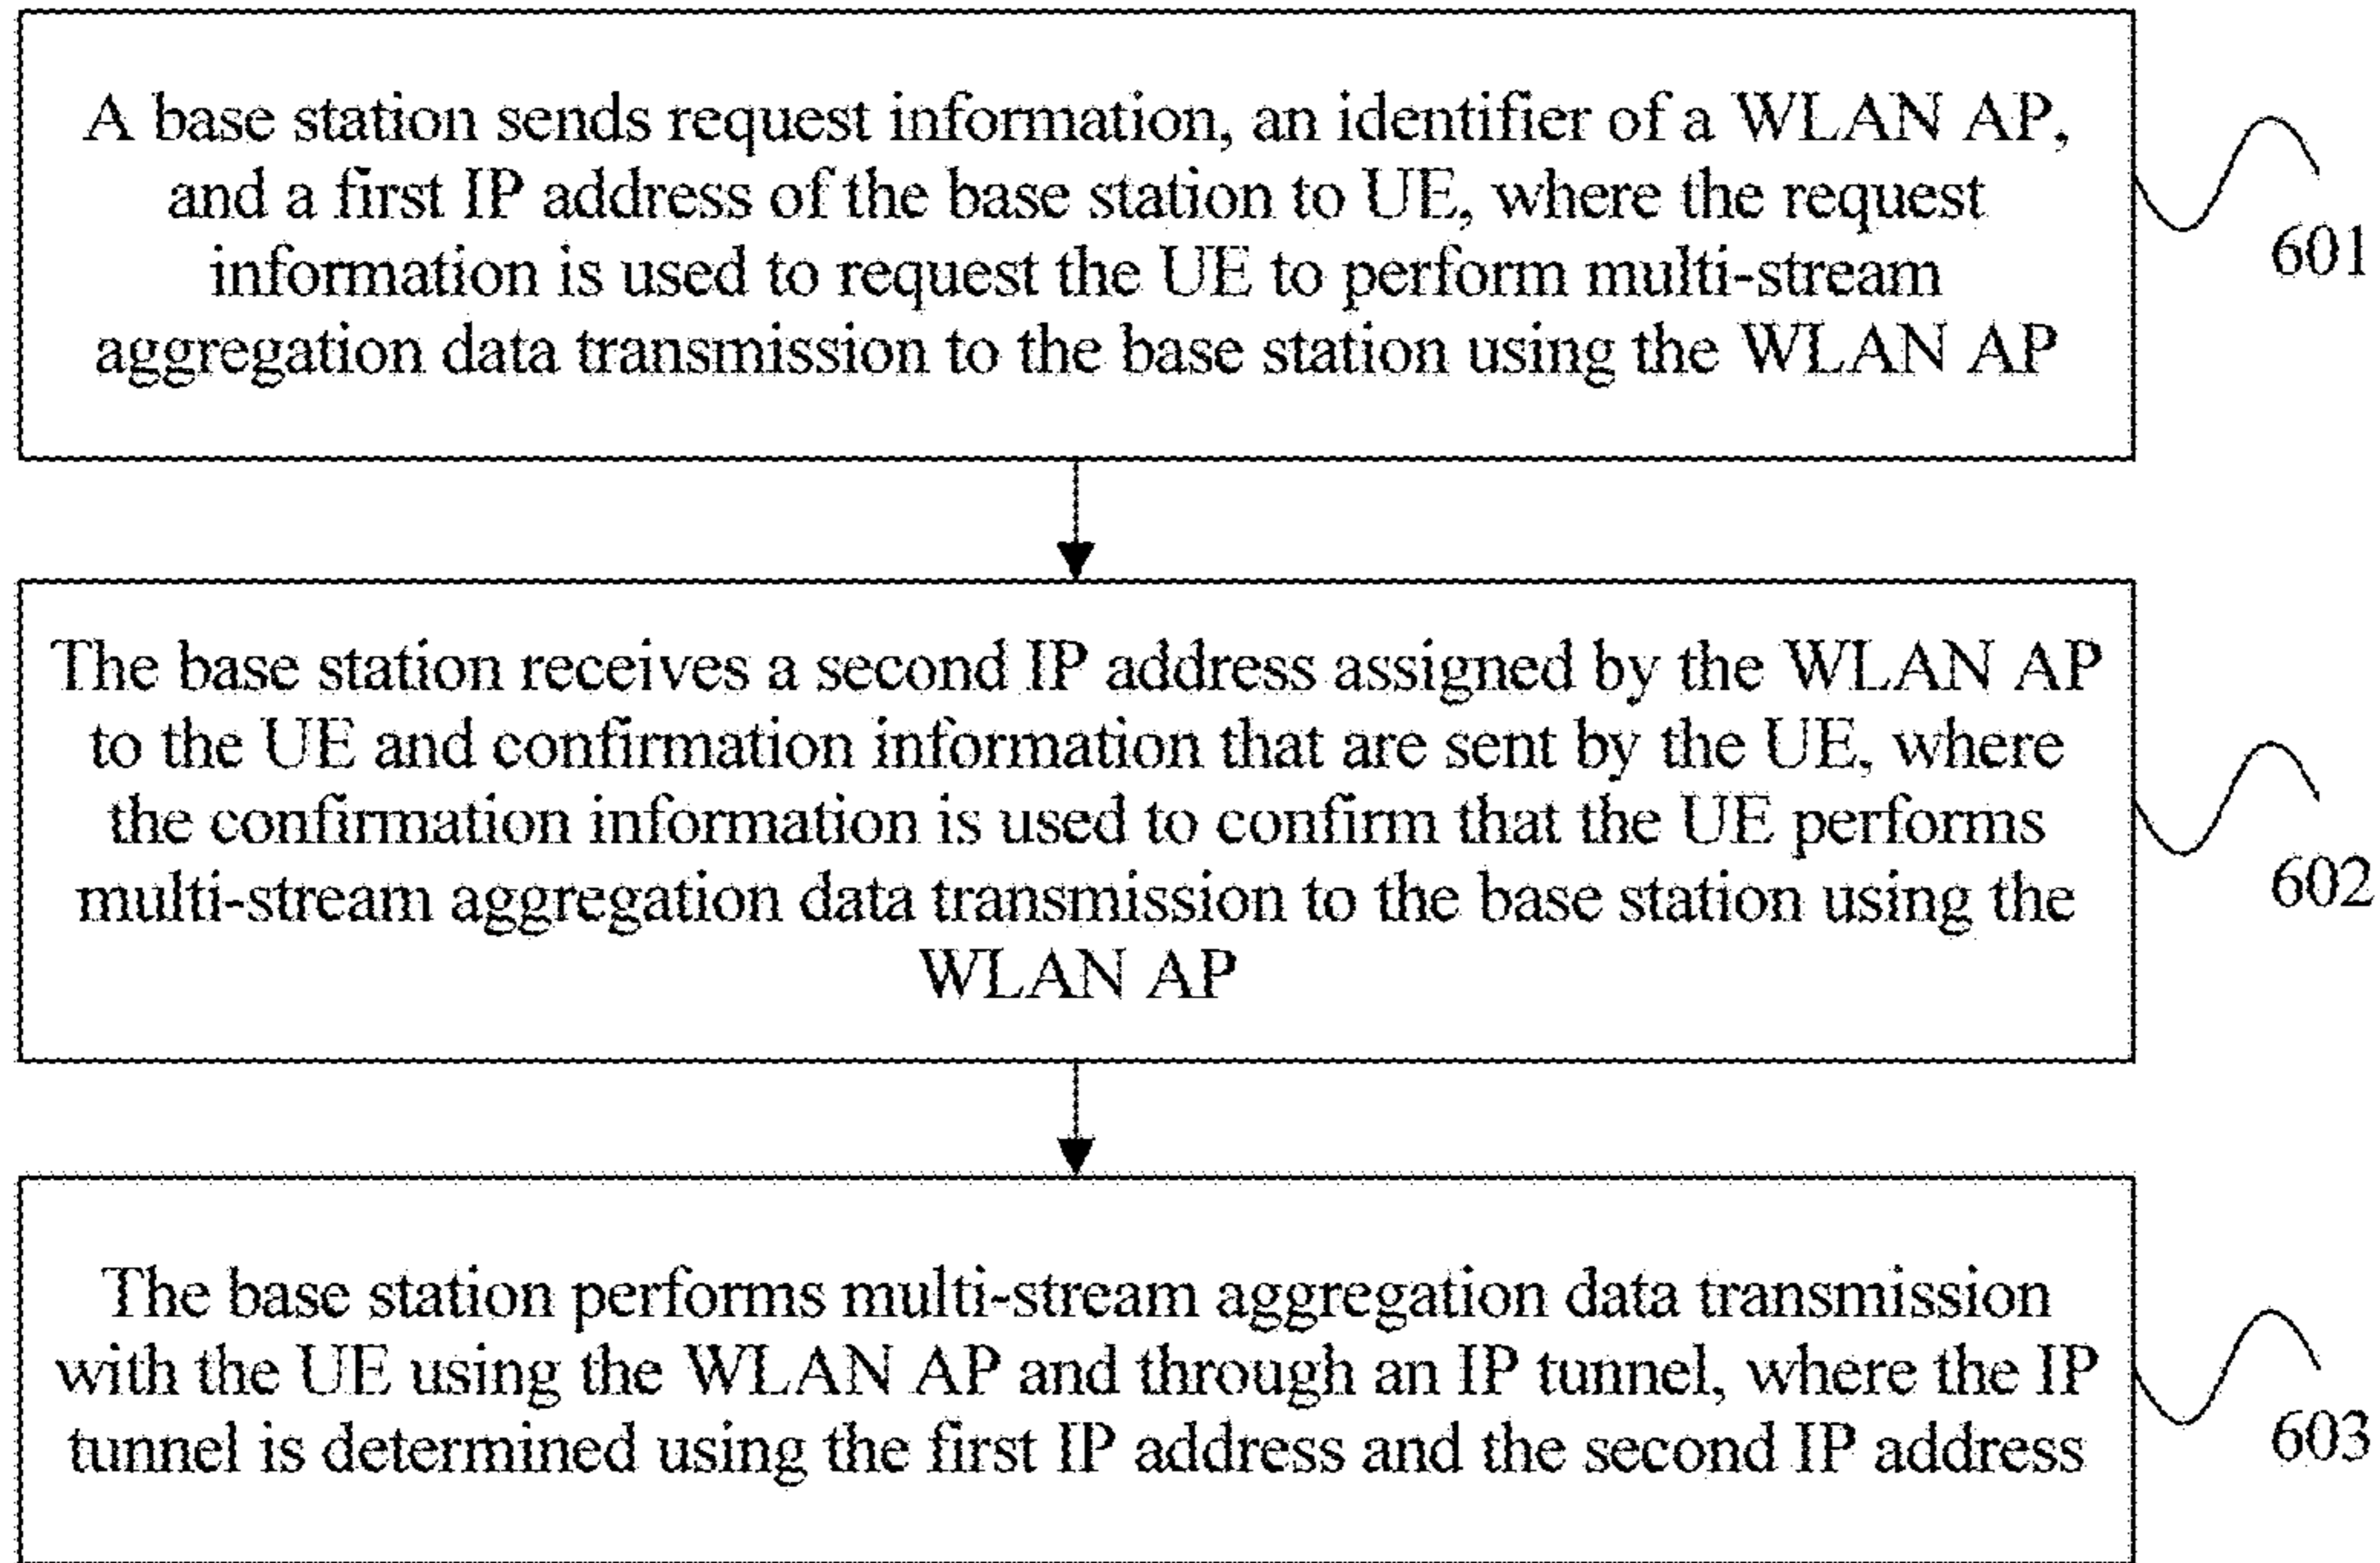 A base station sends request information, an identifier of a WLAN AP,
and a first IP address of the base station to UE, where the request
information is used to request the UE to perform multi-stream
aggregation data transmission to the base station using the WLAN AP
601
The base station receives a second IP address assigned by the WLAN AP
to the UE and confirmation information that are sent by the UE, where
the confirmation information is used to confirm that the UE performs
multi-stream aggregation data transmission to the base station using the
WLAN AP
602
The base station performs multi-stream aggregation data transmission
with the UE using the WLAN AP and through an IP tunnel, where the IP
tunnel is determined using the first IP address and the second IP address
603